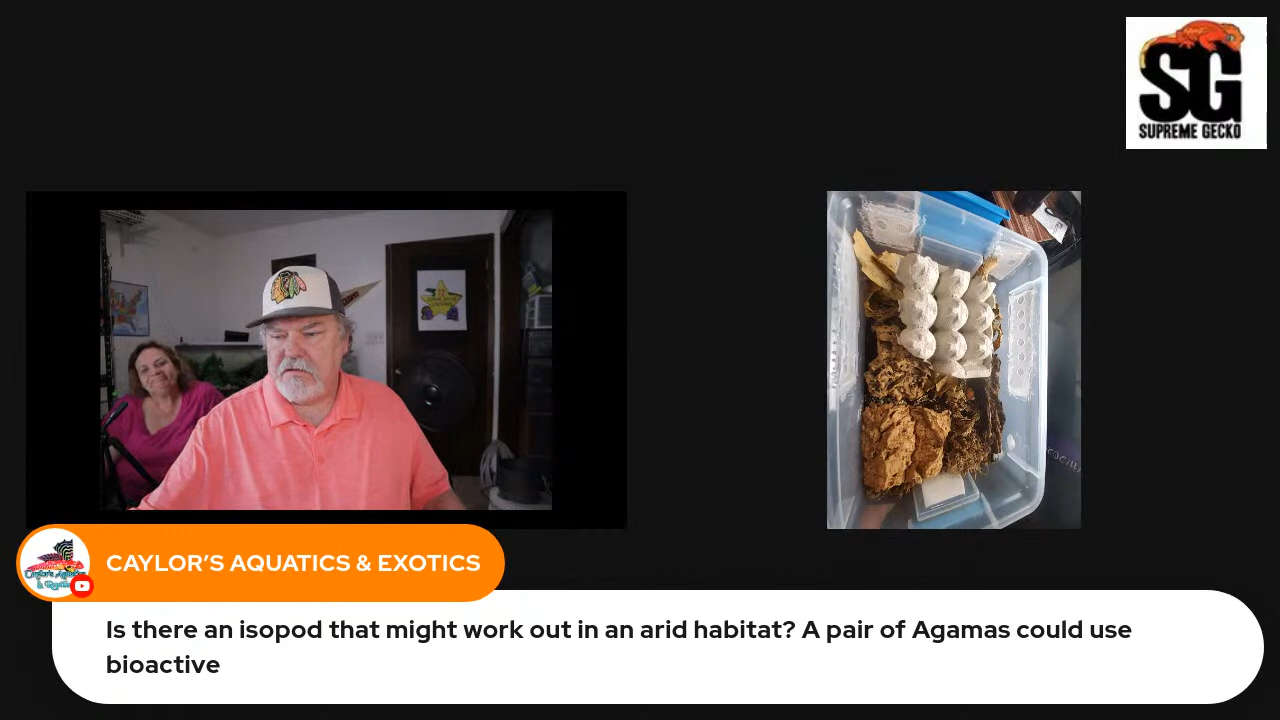 SG
SUPREME GECKO
CAYLOR’S AQUATICS & EXOTICS
Is there an isopod that might work out in an arid habitat? A pair of Agamas could use
bioactive